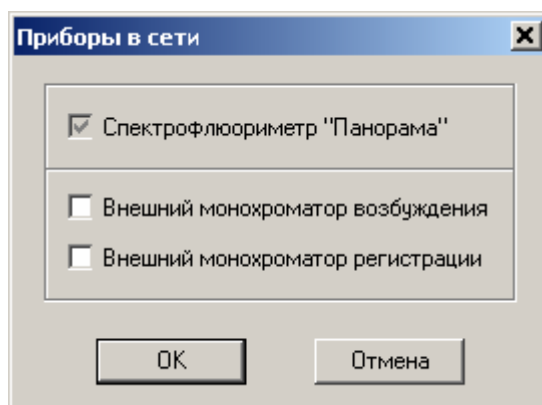 Приборы в сети
Спектрофлюориметр "Панорама"
Внешний монохроматор возбуждения
Внешний монохроматор регистрации
OK
Отмена